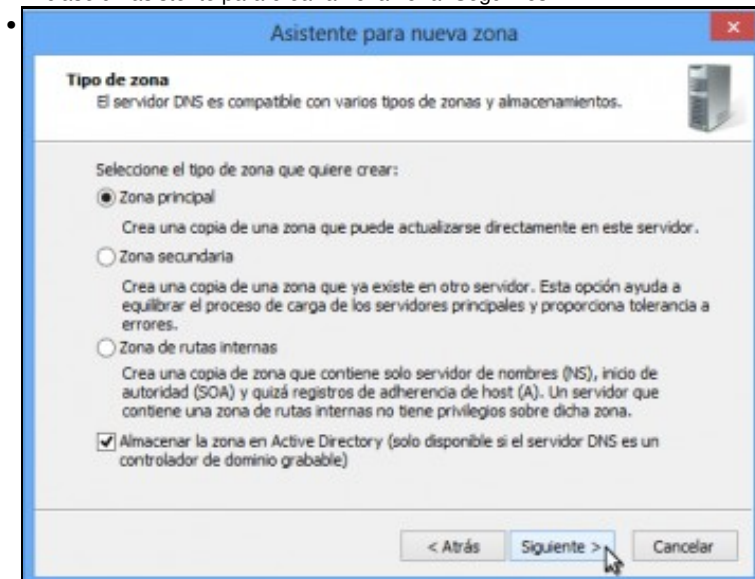 Asistente para nueva zona
Tipo de zona
El servidor DNS es compatible con varios tipos de zonas y almacenamientos.
Seleccione el tipo de zona que quiere crear:
Zona principal
Crea una copia de una zona que puede actualizarse directamente en este servidor.
Zona secundaria
Crea una copia de una zona que ya existe en otro servidor. Esta opción ayuda a
equilibrar el proceso de carga de los servidores principales y proporciona tolerancia a
errores.
Zona de rutas internas
Crea una copia de zona que contiene solo servidor de nombres (NS), inicio de
autoridad (SOA) y quizá registros de adherencia de host (A). Un servidor que
contiene una zona de rutas internas no tiene privilegios sobre dicha zona.
Almacenar la zona en Active Directory (solo disponible si el servidor DNS es un
controlador de dominio grabable)
< Atrás Siguiente > Cancelar